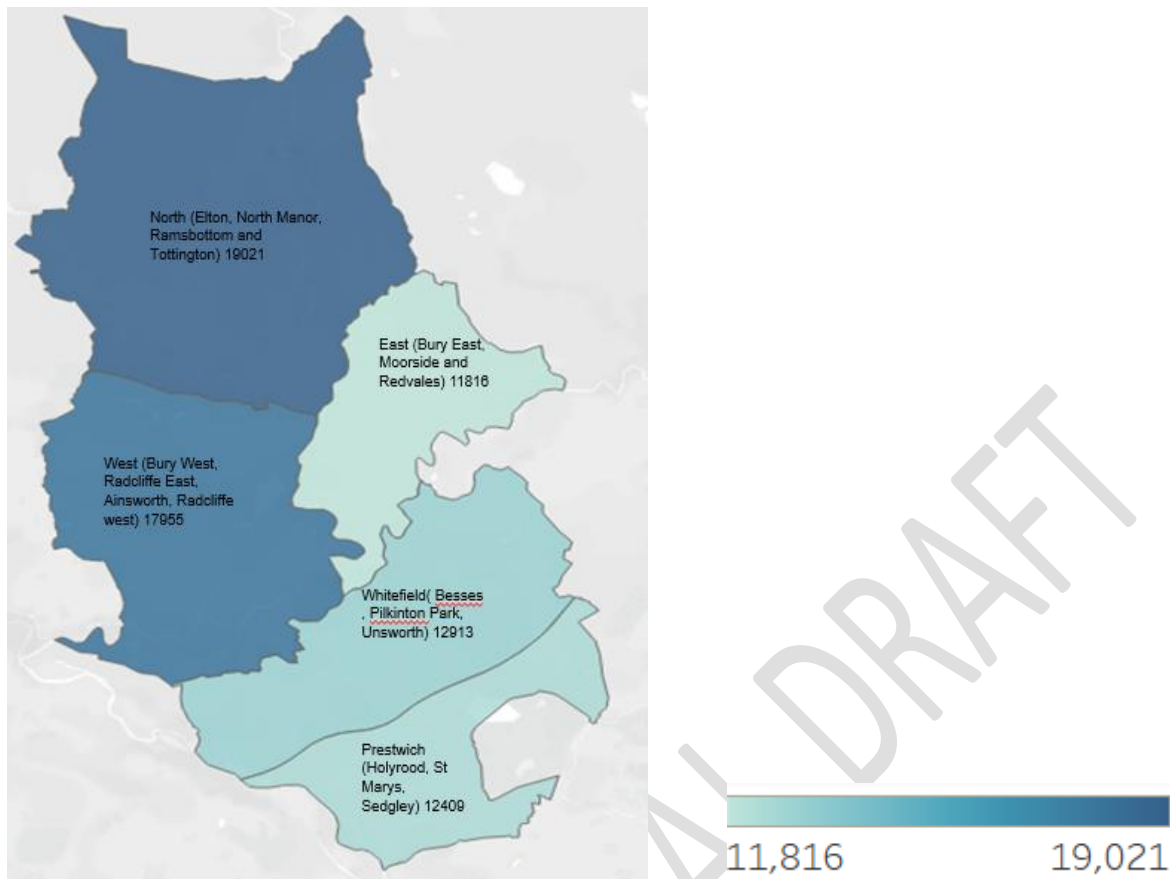 North (Elton, North Manor,
Ramsbottom and
Tottington) 19021
East (Bury East,
Moorside and
Redvales) 11816
West (Bury West,
Radcliffe East,
Ainsworth, Radcliffe
west) 17955
Whitefield( Besses
, Pilkinton Park,
Unsworth) 12913
Prestwich
(Holyrood, St
Marys,
Sedgley) 12409
AL DRAFT
11,816 19,021